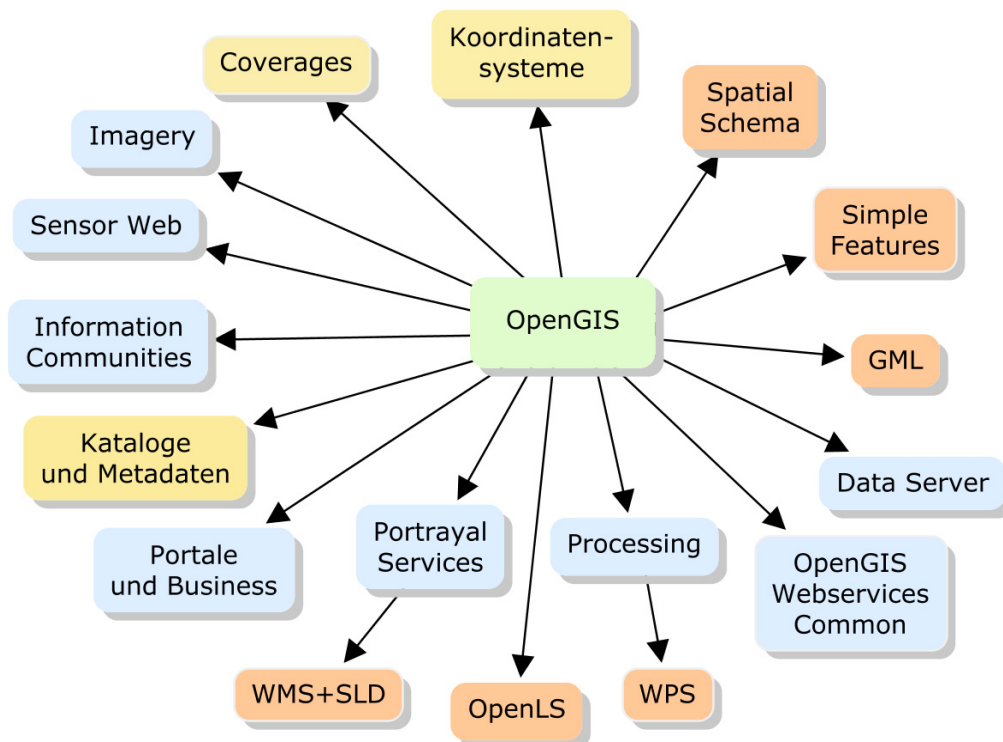 Koordinaten-
systeme
Coverages
Spatial
Schema
Imagery
Sensor Web
Simple
Features
OpenGIS
Information
Communities
GML
Kataloge
und Metadaten
Data Server
Portale
und Business
Portrayal
Services
Processing
OpenGIS
Webservices
Common
WMS+SLD
OpenLS
WPS